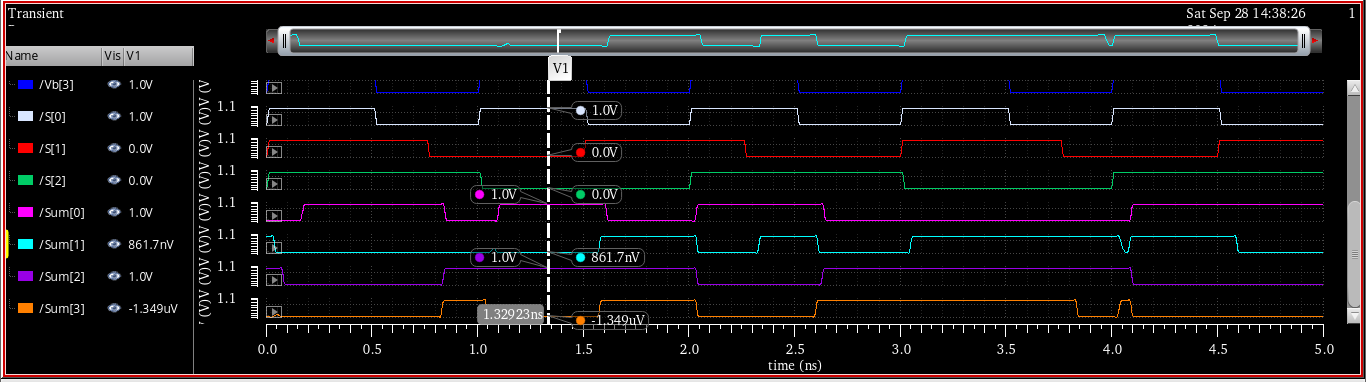 Transient
Sat Sep 28 14:38:26
1
Name Vis V1
V1
/Vb[3] 1.0V
/S[0] 1.0V 1.1 1.0V
/S[1] 0.0V 1.1 0.0V
/S[2] 0.0V 1.1 1.0V 0.0V
/Sum[0] 1.0V 1.1
/Sum[1] 861.7nV 1.1 1.0V 861.7nV
/Sum[2] 1.0V 1.1
/Sum[3] -1.349uV 1.1 1.32923ns -1.349uV
0.0 0.5 1.0 1.5 2.0 2.5 3.0 3.5 4.0 4.5 5.0
time (ns)